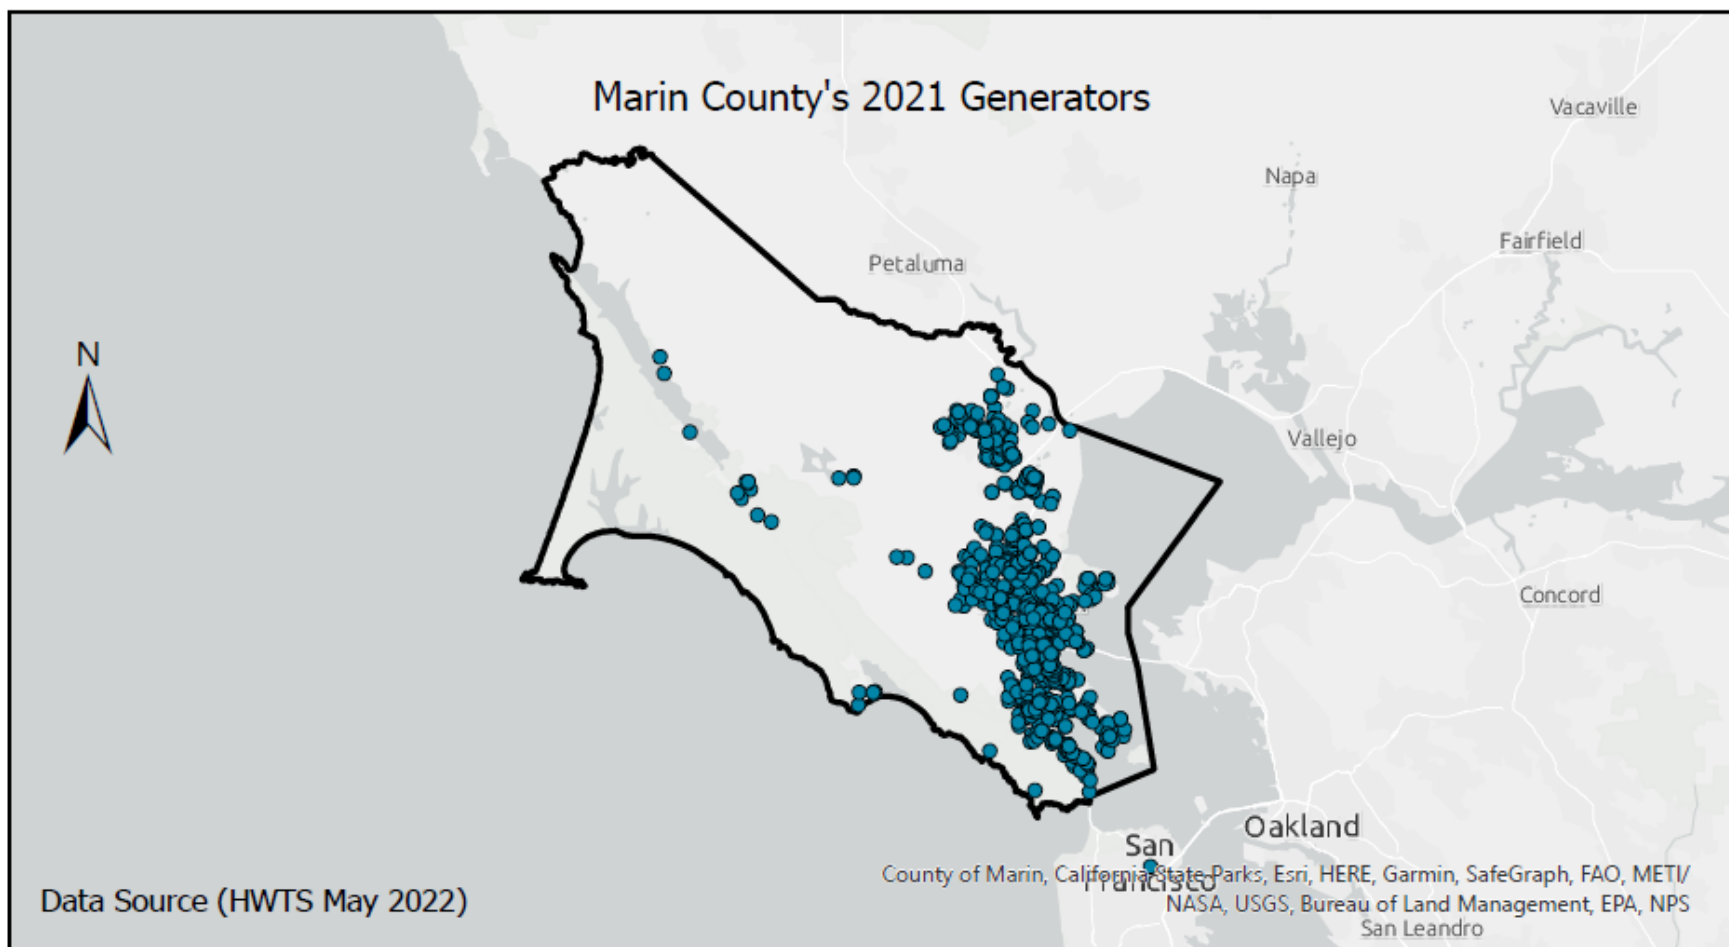 Marin County's 2021 Generators
Vacaville
Napa
Fairfield
Petaluma
N
Vallejo
Concord
Oakland
San
Francisco
County of Marin, California State Parks, Esri, HERE, Garmin, SafeGraph, FAO, METI/
NASA, USGS, Bureau of Land Management, EPA, NPS
Data Source (HWTS May 2022)
San Leandro